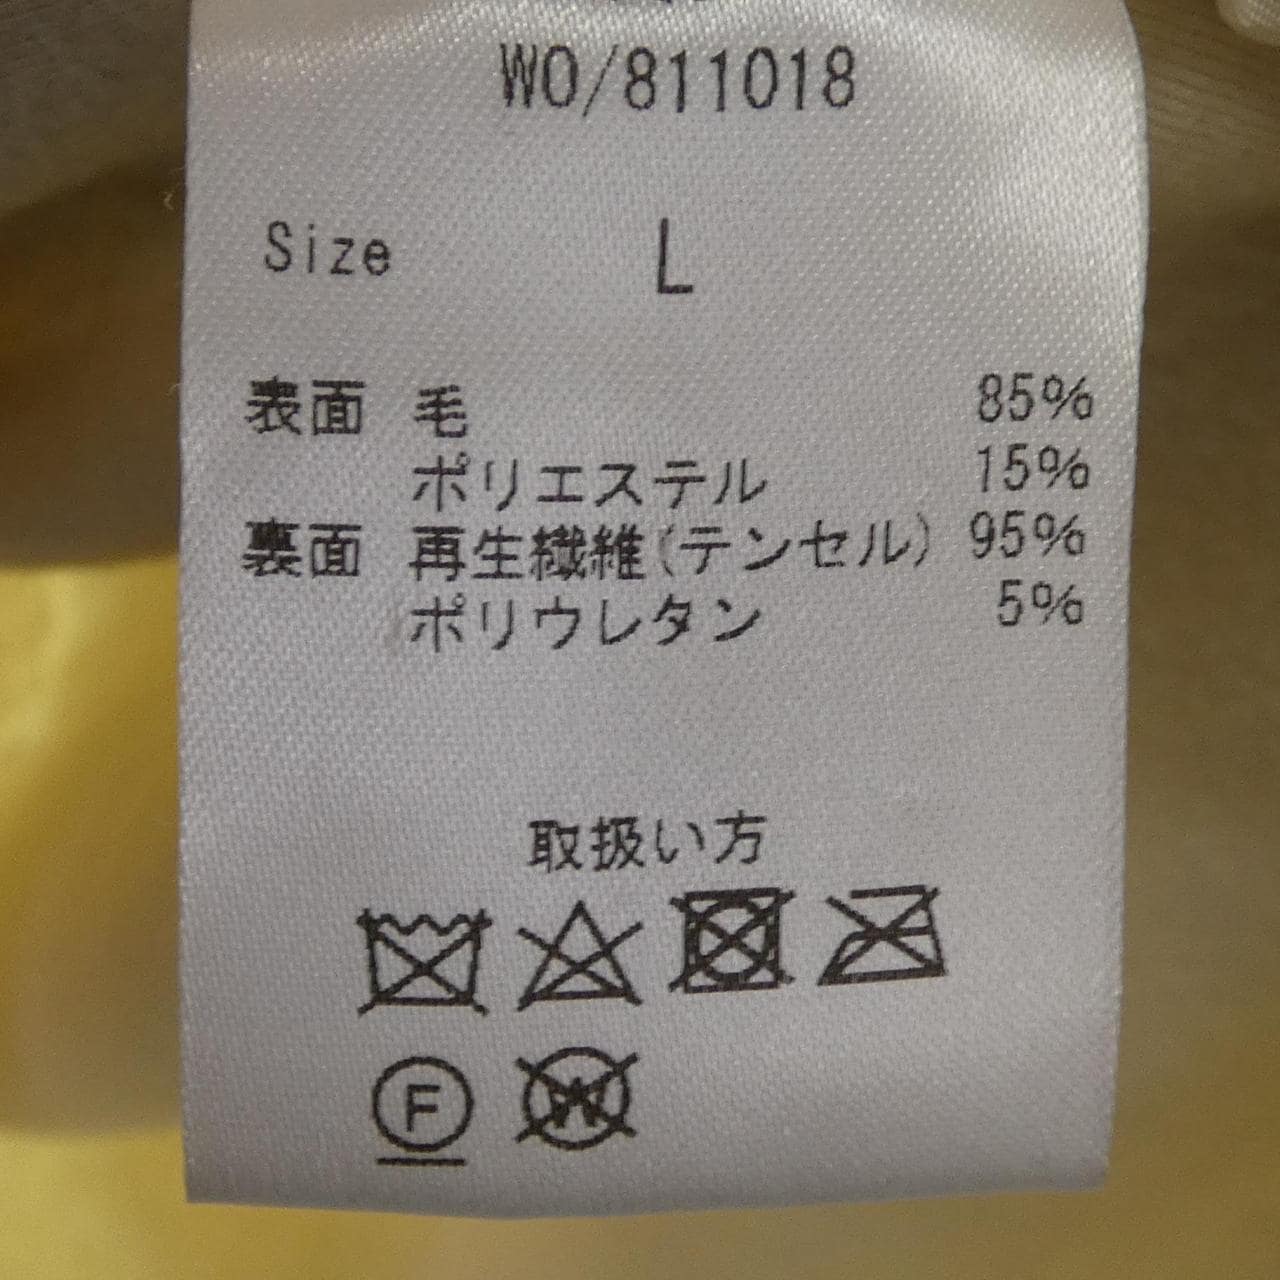 WO/811018
Size L
表面 毛 85%
ポリエステル 15%
裏面 再生繊維(テンセル) 95%
ポリウレタン 5%
取扱い方
F W